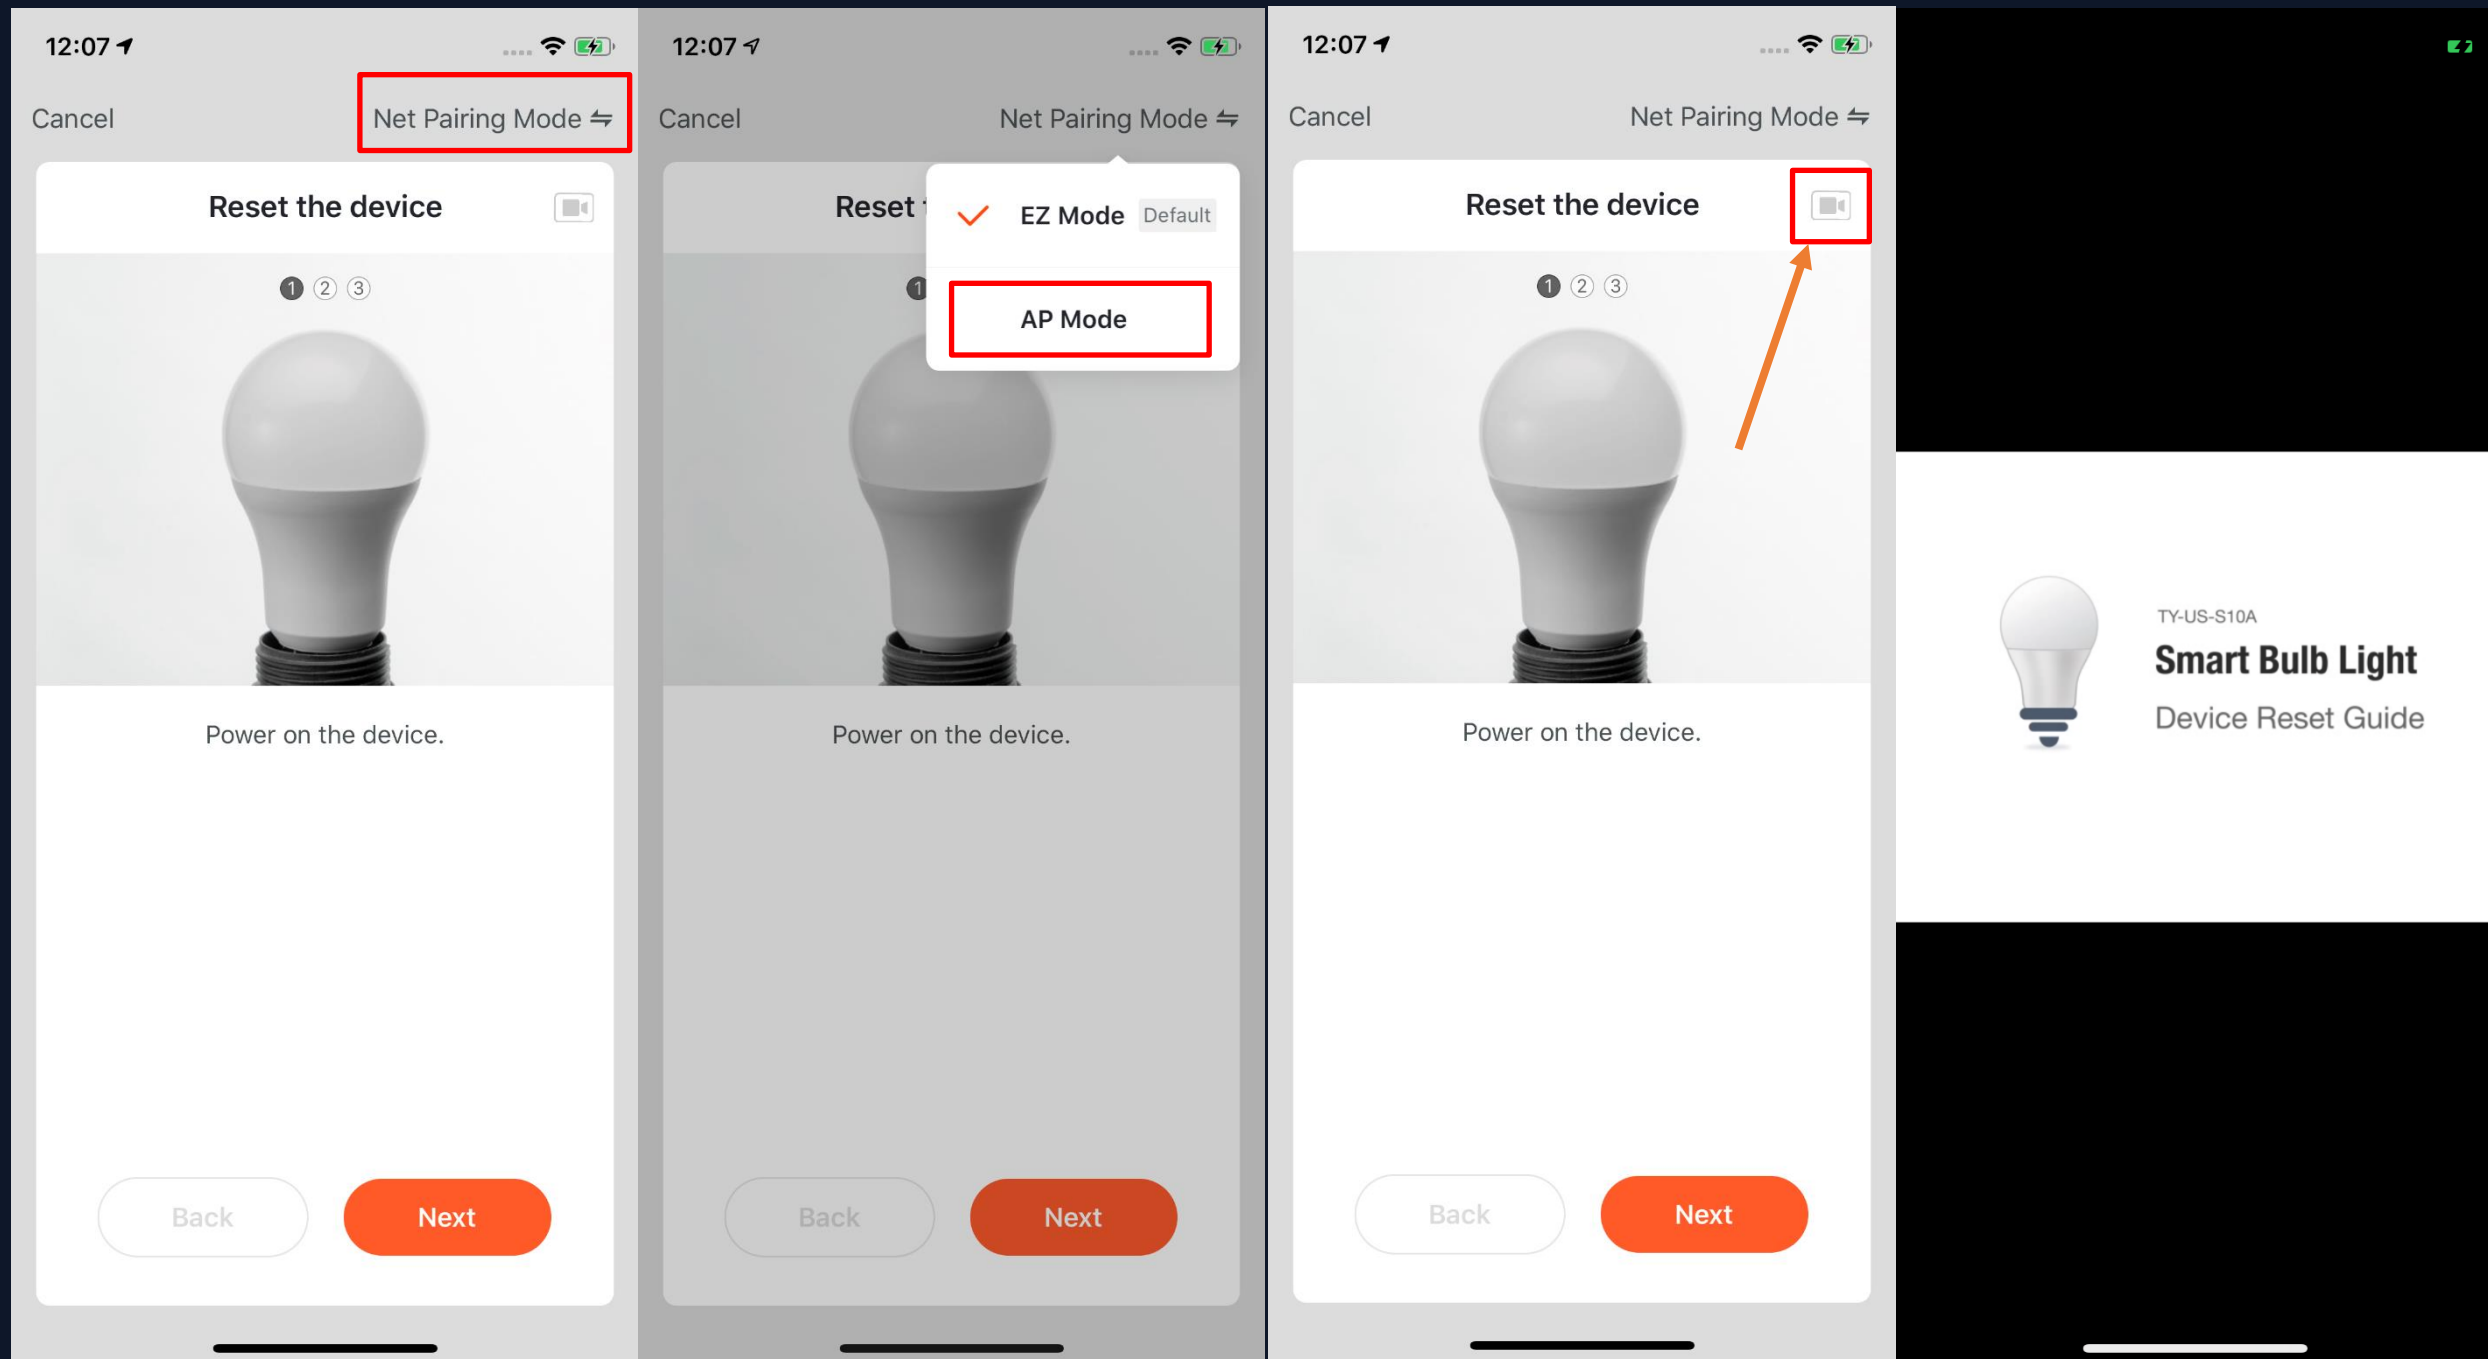 12:07
Cancel
Net Pairing Mode
Reset the device
1 2 3
Power on the device.
Back
Next
12:07
Cancel
Net Pairing Mode
Reset
EZ Mode Default
AP Mode
1
Power on the device.
Back
Next
12:07
Cancel
Net Pairing Mode
Reset the device
1 2 3
Power on the device.
Back
Next
TY-US-S10A
Smart Bulb Light
Device Reset Guide